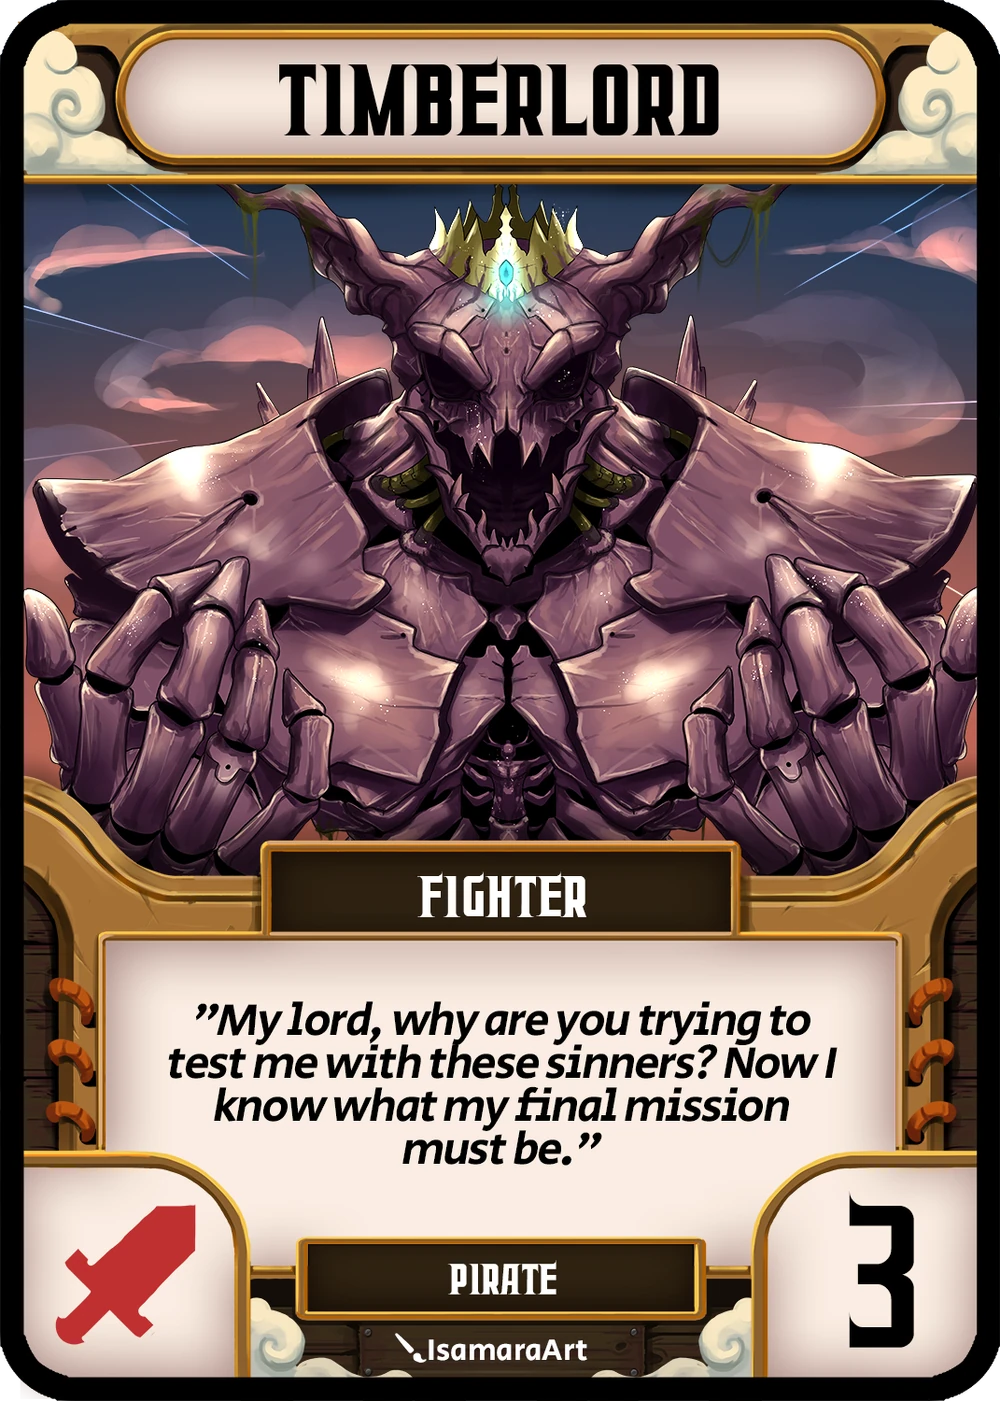 TIMBERLORD
FIGHTER
”My lord, why are you trying to
test me with these sinners? Now I
know what my final mission
must be.”
PIRATE
3
IsamaraArt